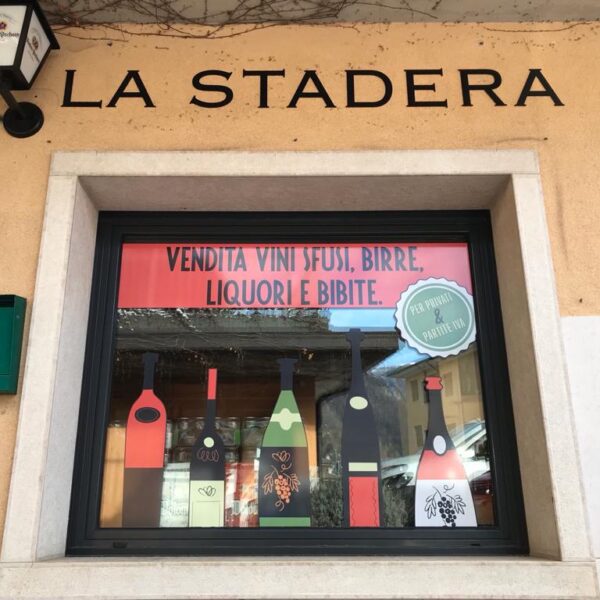 LA STADERA
VENDITA VINI SFUSI, BIRRE,
LIQUORI E BIBITE.
PER PRIVATI
&
PARTITE IVA